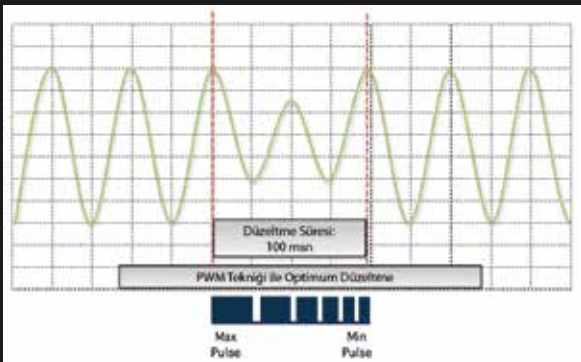 Düzeltme Süresi:
100 msn
PWM Tekniği ile Optimum Düzeltme
Max Min
Pulse Pulse